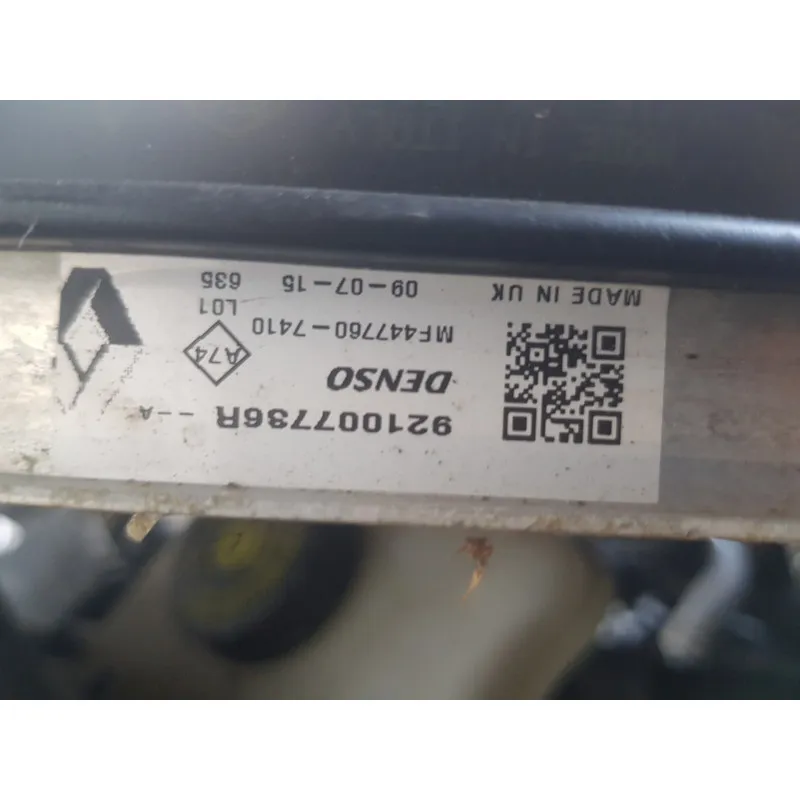 921007736R --A
DENSO
MF447760-7410
A74
L01
MADE IN UK
09-07-15
635